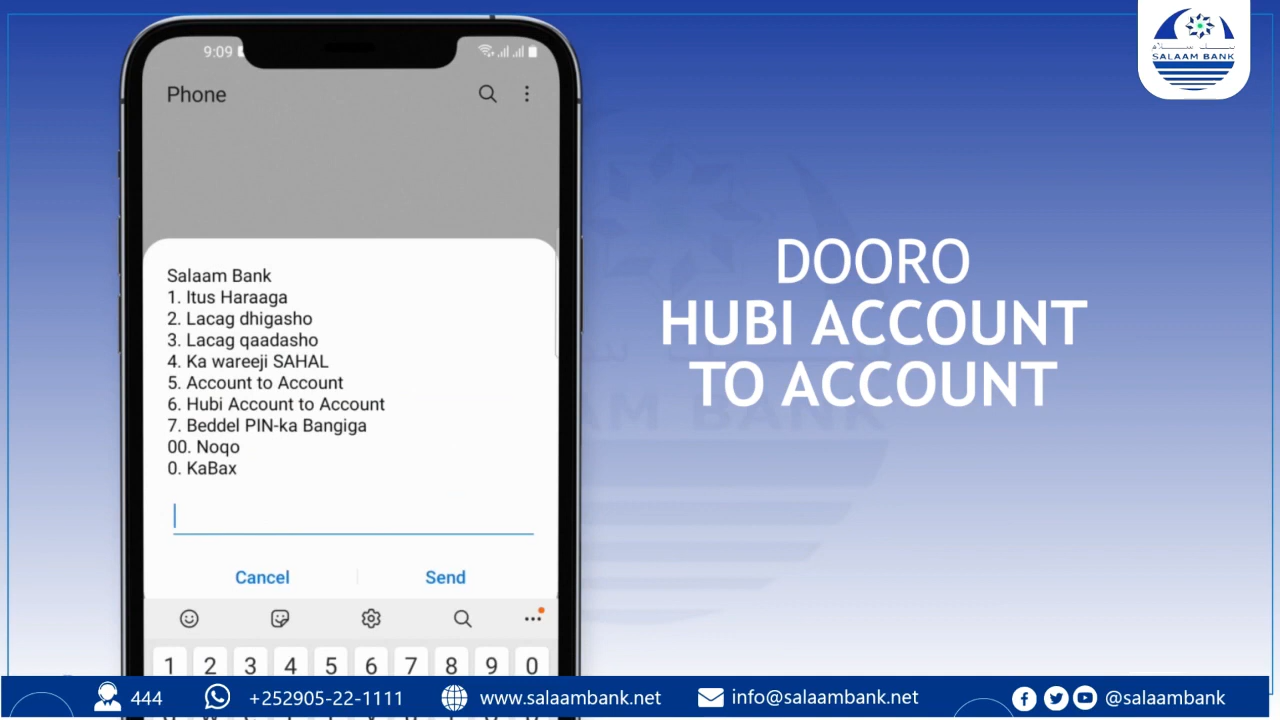 9:09
Phone
Salaam Bank
1. Itus Haraaga
2. Lacag dhigasho
3. Lacag qaadasho
4. Ka wareeji SAHAL
5. Account to Account
6. Hubi Account to Account
7. Beddel PIN-ka Bangiga
00. Noqo
0. KaBax
Cancel
Send
1 2 3 4 5 6 7 8 9 0
DOORO
HUBI ACCOUNT
TO ACCOUNT
SALAAM BANK
444
+252905-22-1111
www.salaambank.net
info@salaambank.net
@salaambank